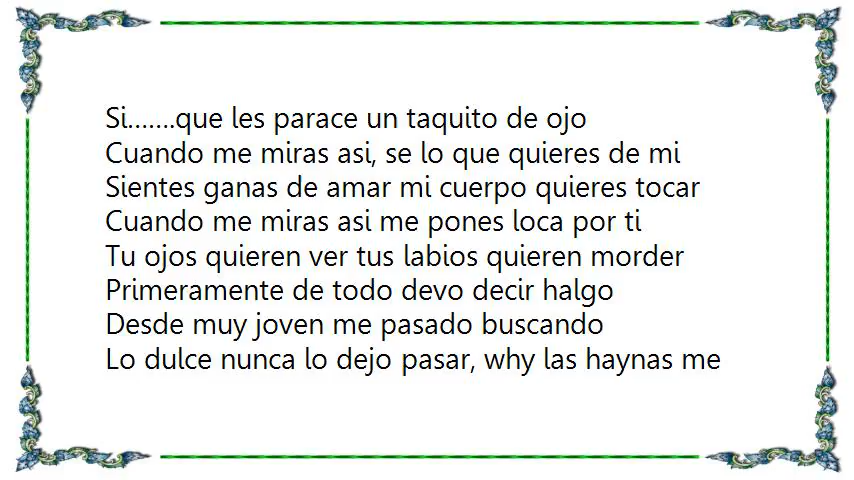 Si.......que les parace un taquito de ojo
Cuando me miras asi, se lo que quieres de mi
Sientes ganas de amar mi cuerpo quieres tocar
Cuando me miras asi me pones loca por ti
Tu ojos quieren ver tus labios quieren morder
Primeramente de todo devo decir halgo
Desde muy joven me pasado buscando
Lo dulce nunca lo dejo pasar, why las haynas me